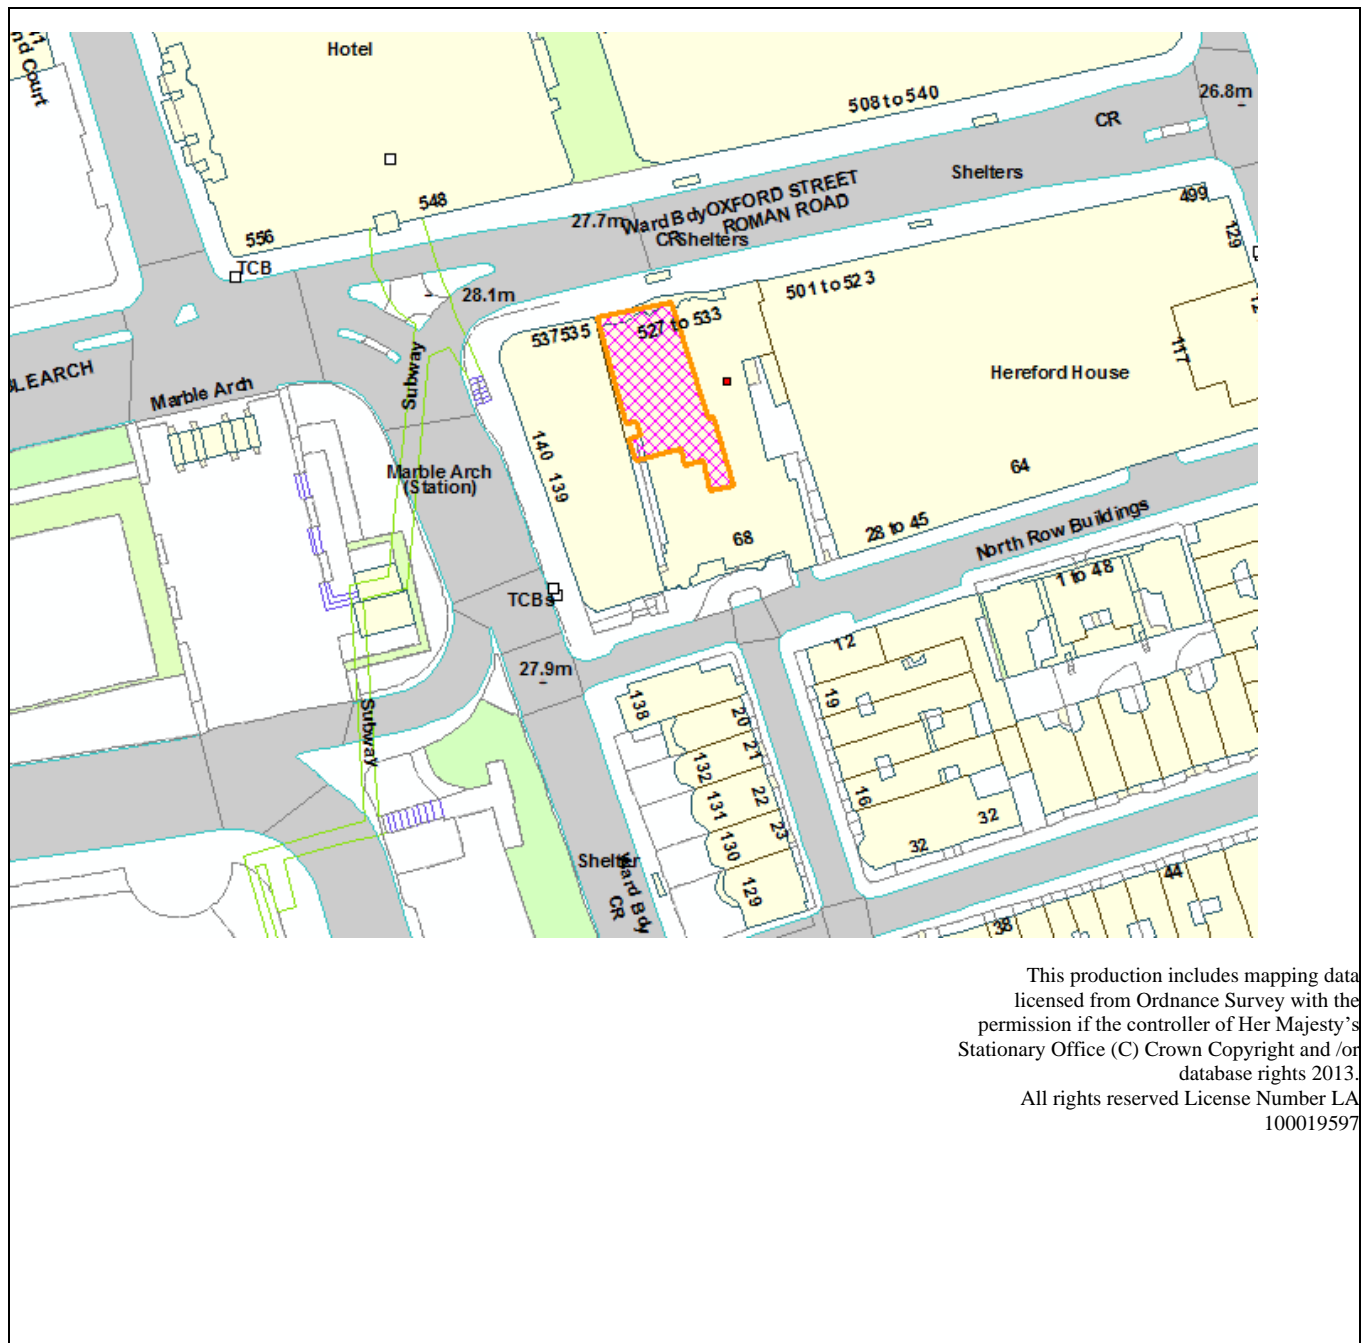 Hotel
nd Court
508 to 540
26.8m
CR
Shelters
548
OXFORD STREET
ROMAN ROAD
Ward Bdy
27.7m
CR
Shelters
556
TCB
28.1m
499
129
501 to 523
527 to 533
537
535
Subway
117
Hereford House
LEARCH
Marble Arch
140
139
Marble Arch
(Station)
64
28 to 45
North Row Buildings
68
1 to 48
TCBs
12
27.9m
138
19
20
21
Subway
132
22
16
131
23
32
32
130
Shelter
Ward Bdy
CR
129
44
38
This production includes mapping data
licensed from Ordnance Survey with the
permission if the controller of Her Majesty’s
Stationary Office (C) Crown Copyright and /or
database rights 2013.
All rights reserved License Number LA
100019597